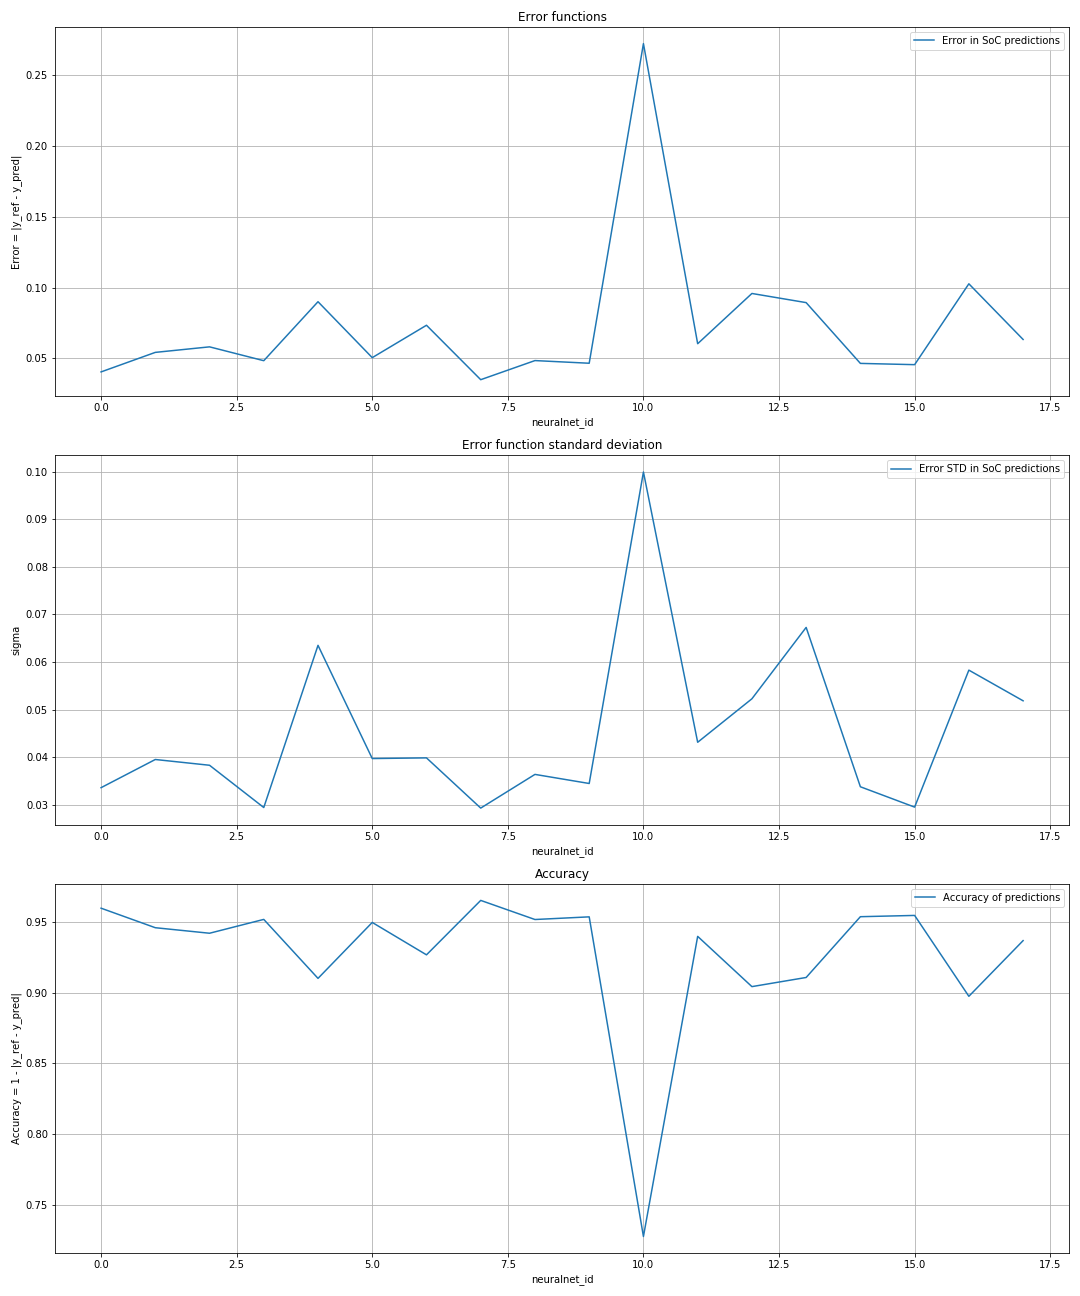 Error functions
Error in SoC predictions
Error = |y_ref - y_pred|
0.25
0.20
0.15
0.10
0.05
0.0 2.5 5.0 7.5 10.0 12.5 15.0 17.5
neuralnet_id
Error function standard deviation
Error STD in SoC predictions
sigma
0.10
0.09
0.08
0.07
0.06
0.05
0.04
0.03
0.0 2.5 5.0 7.5 10.0 12.5 15.0 17.5
neuralnet_id
Accuracy
Accuracy of predictions
Accuracy = 1 - |y_ref - y_pred|
0.95
0.90
0.85
0.80
0.75
0.0 2.5 5.0 7.5 10.0 12.5 15.0 17.5
neuralnet_id